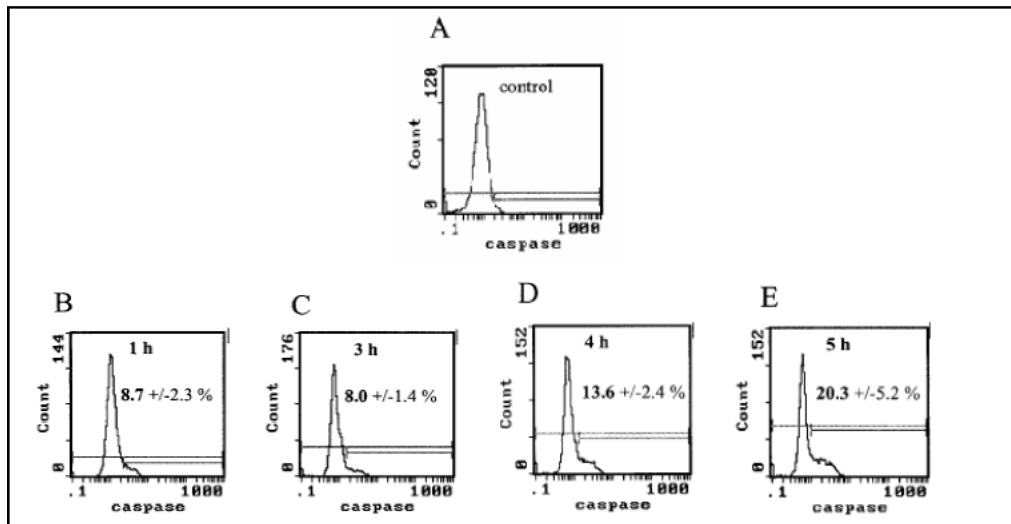 A
120
control
Count
0
.1
1000
caspase
B
144
1 h
8.7 +/-2.3 %
Count
0
.1
1000
caspase
C
176
3 h
8.0 +/-1.4 %
Count
0
.1
1000
caspase
D
152
4 h
13.6 +/-2.4 %
Count
0
.1
1000
caspase
E
152
5 h
20.3 +/-5.2 %
Count
0
.1
1000
caspase